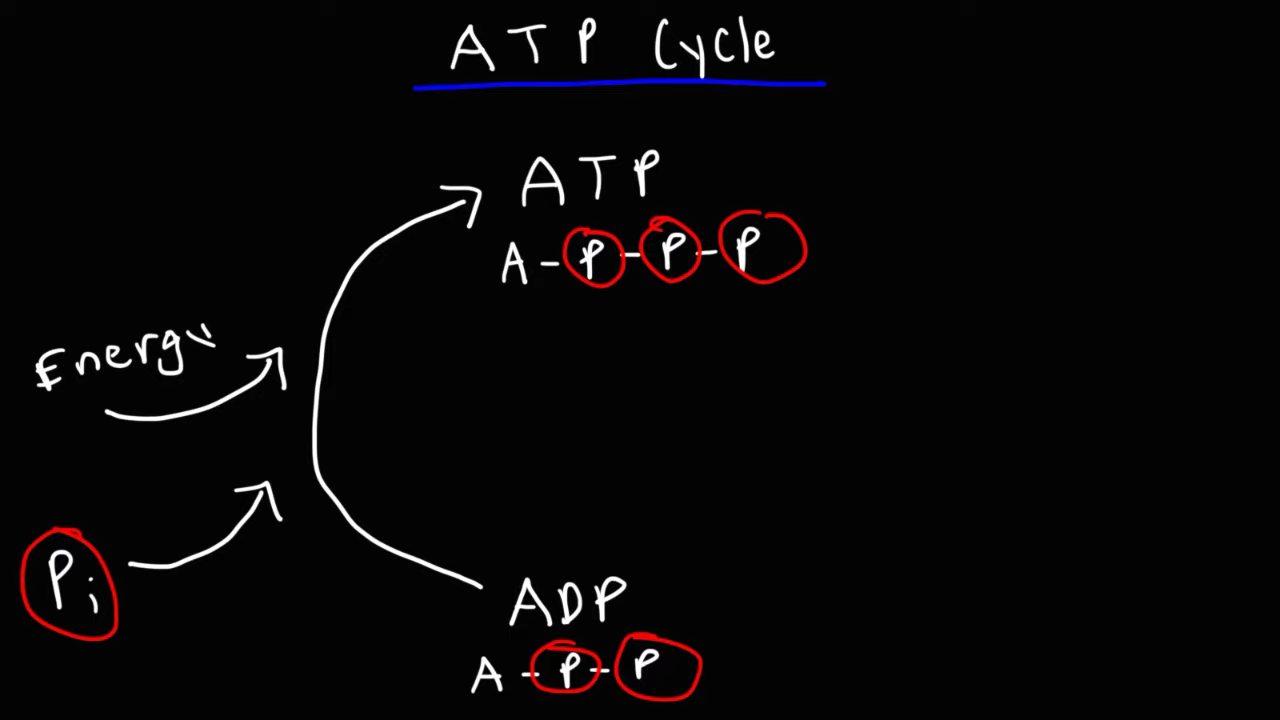 ATP Cycle
ATP
A-P-P-P
Energy
Pi
ADP
A-P-P